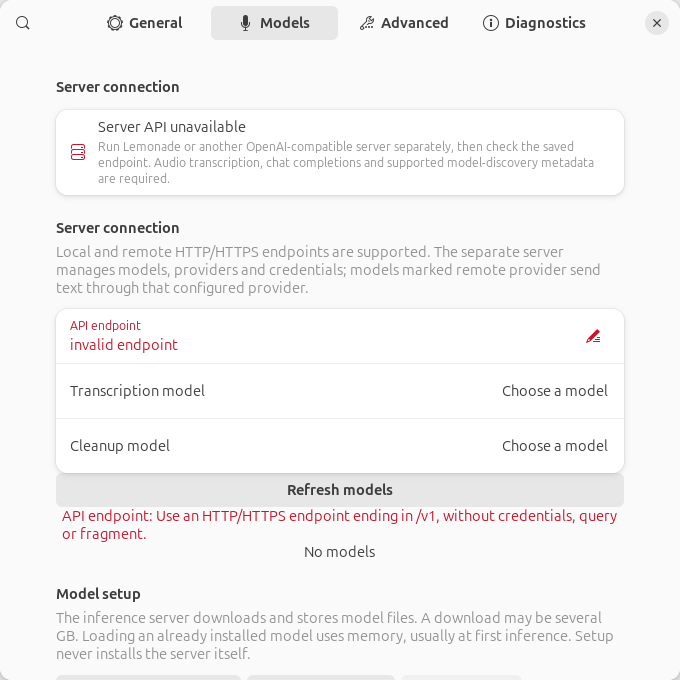 General
Models
Advanced
Diagnostics
Server connection
Server API unavailable
Run Lemonade or another OpenAI-compatible server separately, then check the saved
endpoint. Audio transcription, chat completions and supported model-discovery metadata
are required.
Server connection
Local and remote HTTP/HTTPS endpoints are supported. The separate server
manages models, providers and credentials; models marked remote provider send
text through that configured provider.
API endpoint
invalid endpoint
Transcription model
Choose a model
Cleanup model
Choose a model
Refresh models
API endpoint: Use an HTTP/HTTPS endpoint ending in /v1, without credentials, query
or fragment.
No models
Model setup
The inference server downloads and stores model files. A download may be several
GB. Loading an already installed model uses memory, usually at first inference. Setup
never installs the server itself.